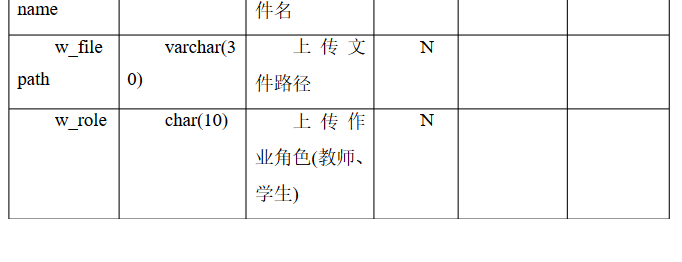 name 件名
w_file varchar(3 上传文 N
path 0) 件路径
w_role char(10) 上传作 N
业角色(教师、
学生)